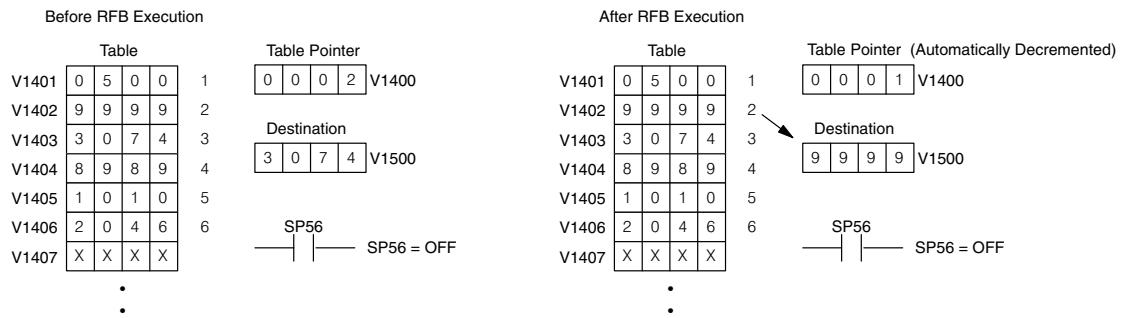 Before RFB Execution
Table
V1401 0 5 0 0 1
V1402 9 9 9 9 2
V1403 3 0 7 4 3
V1404 8 9 8 9 4
V1405 1 0 1 0 5
V1406 2 0 4 6 6
V1407 X X X X
Table Pointer
0 0 0 2 V1400
Destination
3 0 7 4 V1500
SP56
SP56 = OFF
After RFB Execution
Table
V1401 0 5 0 0 1
V1402 9 9 9 9 2
V1403 3 0 7 4 3
V1404 8 9 8 9 4
V1405 1 0 1 0 5
V1406 2 0 4 6 6
V1407 X X X X
Table Pointer (Automatically Decremented)
0 0 0 1 V1400
Destination
9 9 9 9 V1500
SP56
SP56 = OFF